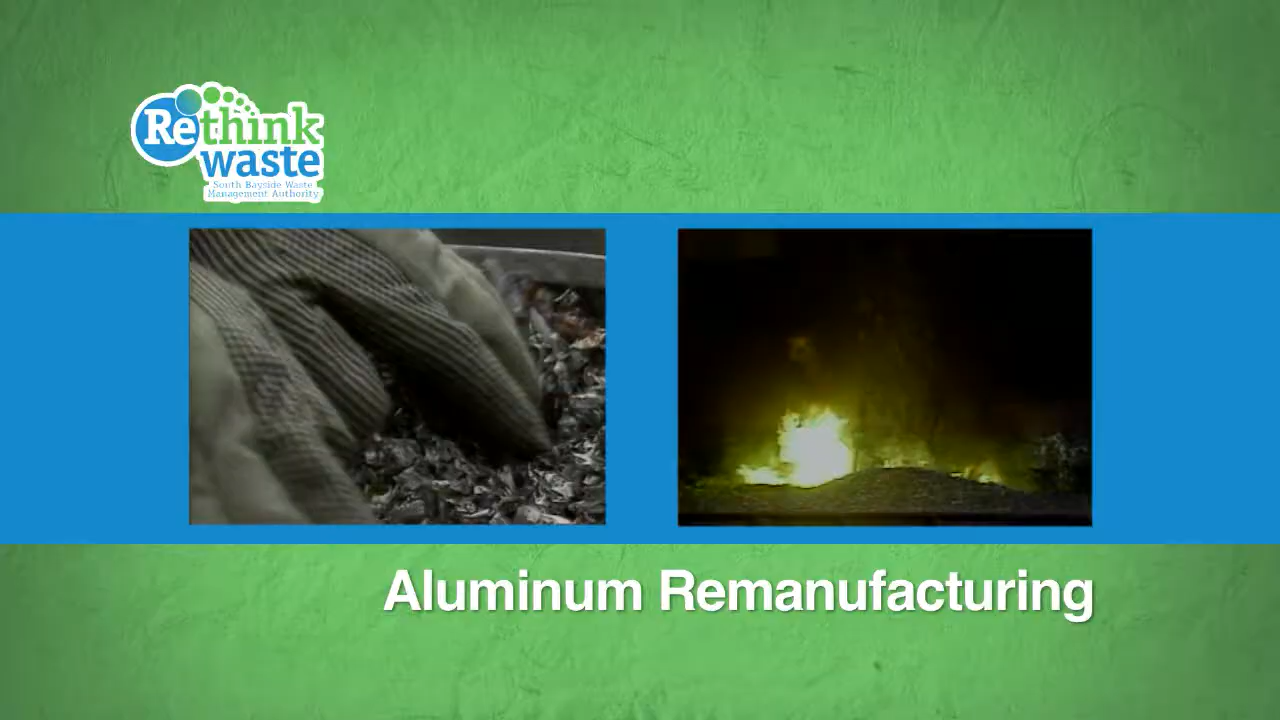 Rethink
waste
South Bayside Waste
Management Authority
Aluminum Remanufacturing